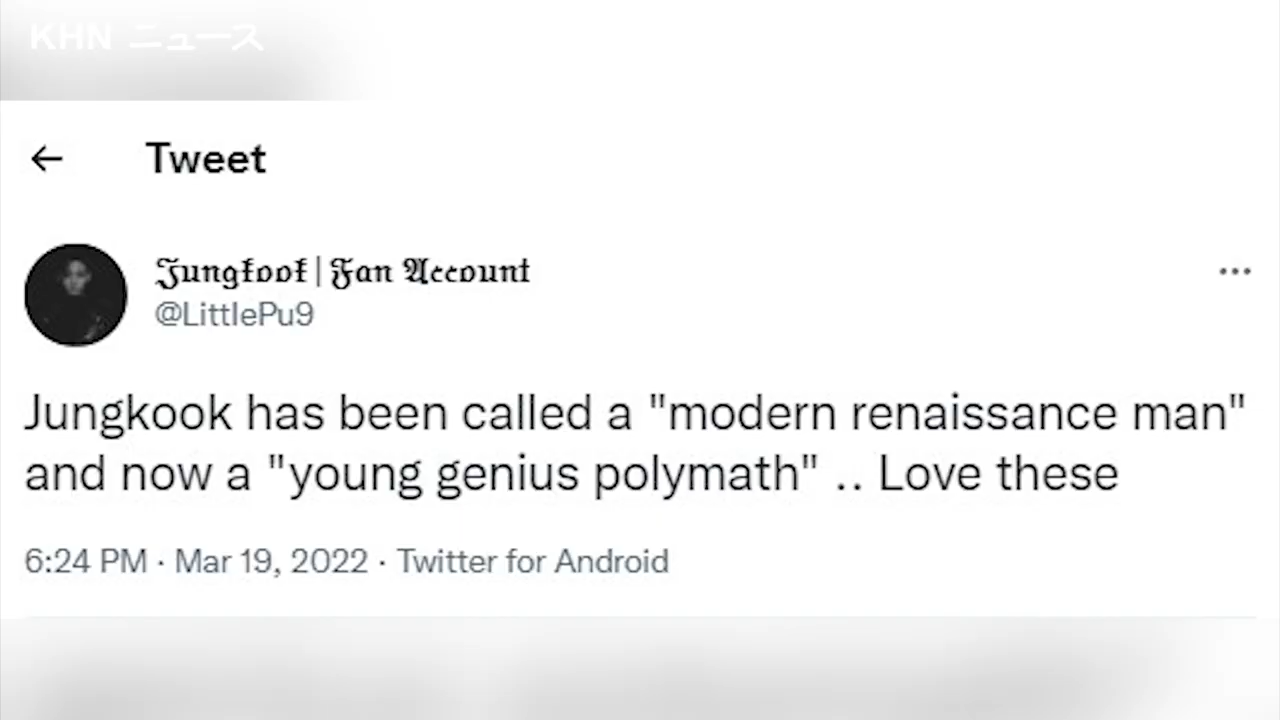 KHN ニュース
← Tweet
𝕵𝖚𝖓𝖌𝖐𝖔𝖔𝖐 | 𝕱𝖆𝖓 𝕬𝖈𝖈𝖔𝖚𝖓𝖙
@LittlePu9
Jungkook has been called a "modern renaissance man"
and now a "young genius polymath" .. Love these
6:24 PM · Mar 19, 2022 · Twitter for Android